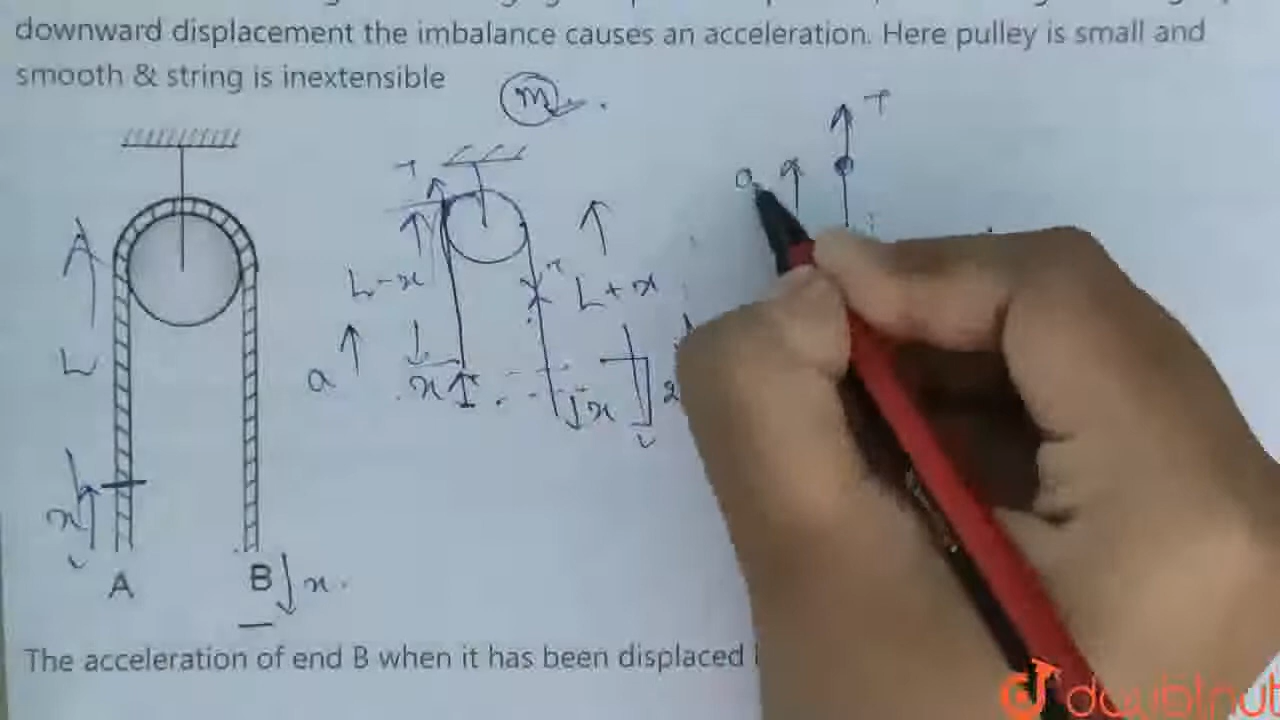 downward displacement the imbalance causes an acceleration. Here pulley is small and
smooth & string is inextensible
m
T
a
T
L
L-x
T
L+x
a
x
x
2
x
A
B
x.
The acceleration of end B when it has been displaced
doubtnut